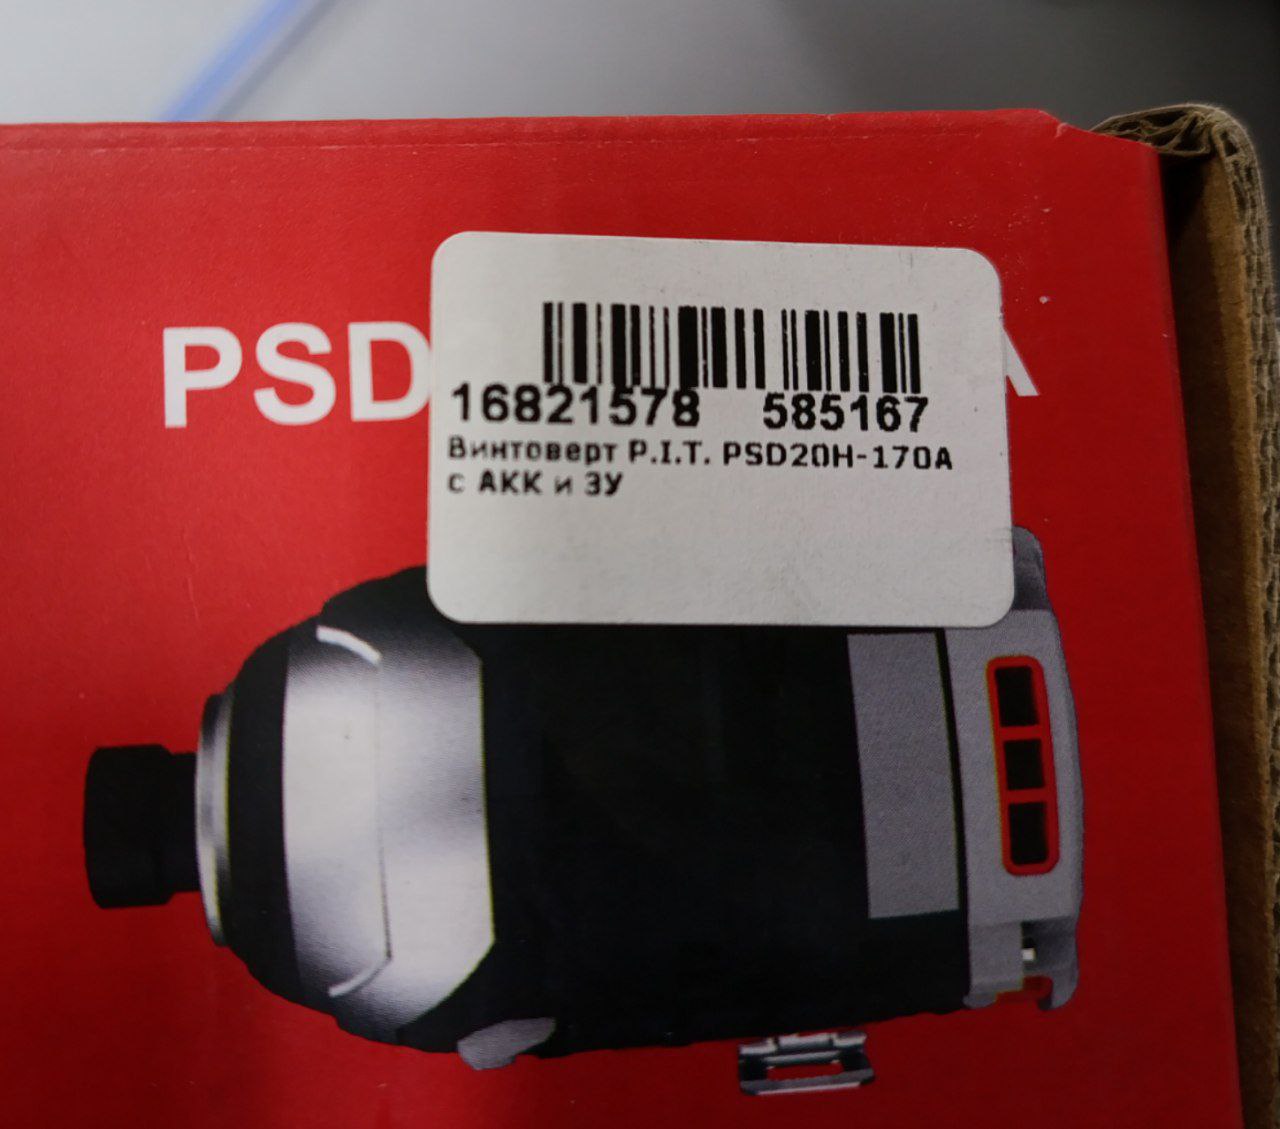 PSD A
16821578 585167
Винтоверт P.I.T. PSD20H-170A
с АКК и ЗУ